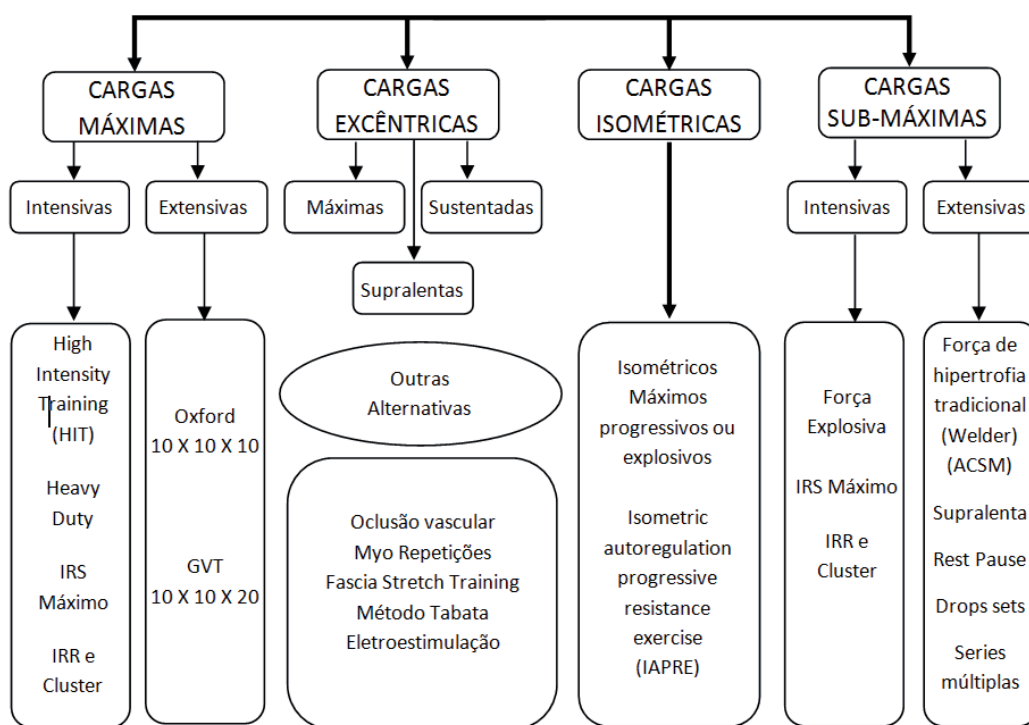 CARGAS
MÁXIMAS
CARGAS
EXCÊNTRICAS
CARGAS
ISOMÉTRICAS
CARGAS
SUB-MÁXIMAS
Intensivas
Extensivas
Máximas
Sustentadas
Supralentas
Intensivas
Extensivas
High
Intensity
Training
(HIT)
Heavy
Duty
IRS
Máximo
IRR e
Cluster
Oxford
10 X 10 X 10
GVT
10 X 10 X 20
Outras
Alternativas
Oclusão vascular
Myo Repetições
Fascia Stretch Training
Método Tabata
Eletroestimulação
Isométricos
Máximos
progressivos ou
explosivos
Isometric
autoregulation
progressive
resistance
exercise
(IAPRE)
Força
Explosiva
IRS Máximo
IRR e
Cluster
Força de
hipertrofia
tradicional
(Welder)
(ACSM)
Supralenta
Rest Pause
Drops sets
Series
múltiplas